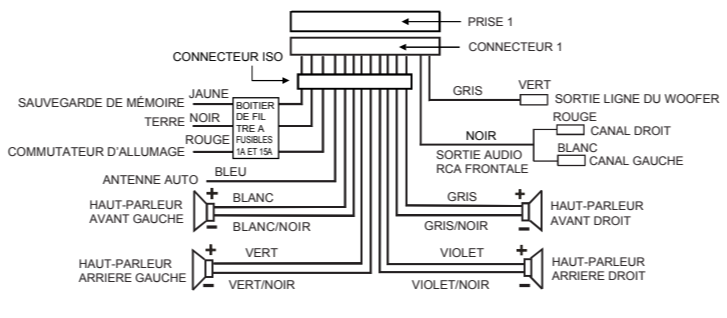 PRISE 1
CONNECTEUR 1
CONNECTEUR ISO
GRIS
VERT
SORTIE LIGNE DU WOOFER
JAUNE
SAUVEGARDE DE MÉMOIRE
BOITIER
DE FIL
TRE A
FUSIBLES
1A ET 15A
TERRE
NOIR
ROUGE
COMMUTATEUR D'ALLUMAGE
NOIR
ROUGE
CANAL DROIT
BLANC
CANAL GAUCHE
SORTIE AUDIO
RCA FRONTALE
ANTENNE AUTO
BLEU
HAUT-PARLEUR
AVANT GAUCHE
+
BLANC
−
BLANC/NOIR
GRIS
+
GRIS/NOIR
−
HAUT-PARLEUR
AVANT DROIT
HAUT-PARLEUR
ARRIERE GAUCHE
+
VERT
−
VERT/NOIR
VIOLET
+
VIOLET/NOIR
−
HAUT-PARLEUR
ARRIERE DROIT